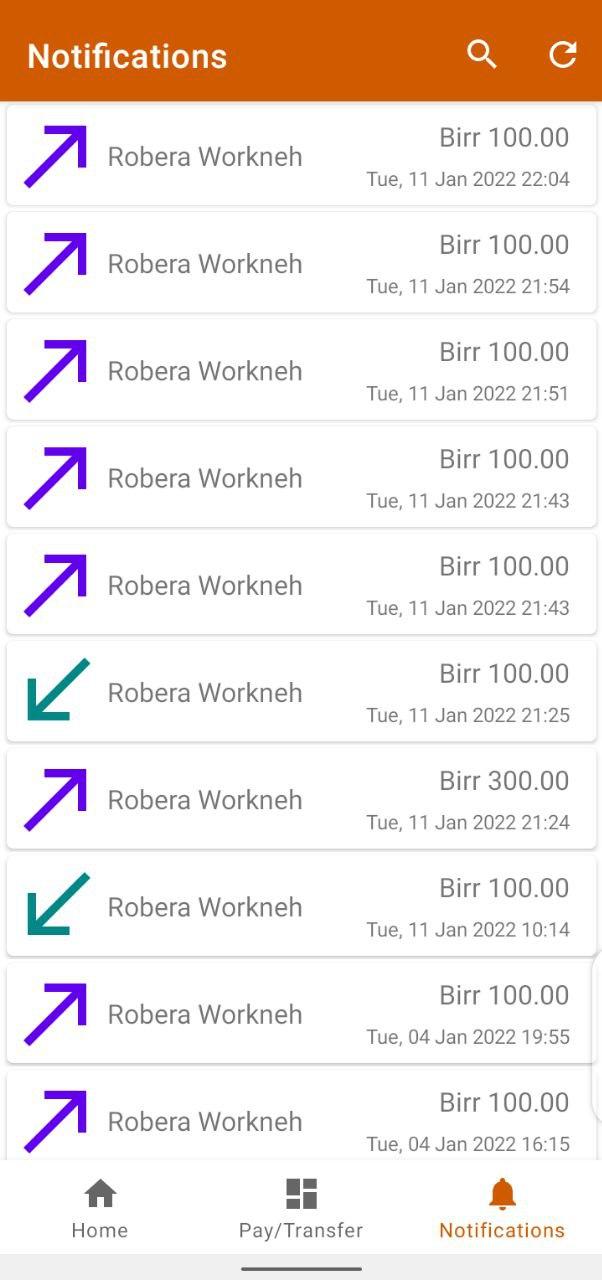 Notifications
Robera Workneh
Birr 100.00
Tue, 11 Jan 2022 22:04
Robera Workneh
Birr 100.00
Tue, 11 Jan 2022 21:54
Robera Workneh
Birr 100.00
Tue, 11 Jan 2022 21:51
Robera Workneh
Birr 100.00
Tue, 11 Jan 2022 21:43
Robera Workneh
Birr 100.00
Tue, 11 Jan 2022 21:43
Robera Workneh
Birr 100.00
Tue, 11 Jan 2022 21:25
Robera Workneh
Birr 300.00
Tue, 11 Jan 2022 21:24
Robera Workneh
Birr 100.00
Tue, 11 Jan 2022 10:14
Robera Workneh
Birr 100.00
Tue, 04 Jan 2022 19:55
Robera Workneh
Birr 100.00
Tue, 04 Jan 2022 16:15
Home
Pay/Transfer
Notifications